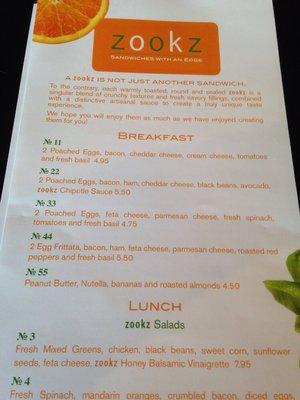 zookz
SANDWICHES WITH AN EDGE
A zookz IS NOT JUST ANOTHER SANDWICH.
To the contrary, each warmly toasted, round and sealed zookz is a
singular blend of crunchy textures and fresh savory fillings, combined
with a distinctive artisanal sauce to create a truly unique taste
experience.
We hope you will enjoy them as much as we have enjoyed creating
them for you!
BREAKFAST
№ 11
2 Poached Eggs, bacon, cheddar cheese, cream cheese, tomatoes
and fresh basil 4.95
№ 22
2 Poached Eggs, bacon, ham, cheddar cheese, black beans, avocado,
zookz Chipotle Sauce 5.50
№ 33
2 Poached Eggs, feta cheese, parmesan cheese, fresh spinach,
tomatoes and fresh basil 4.75
№ 44
2 Egg Frittata, bacon, ham, feta cheese, parmesan cheese, roasted red
peppers and fresh basil 5.50
№ 55
Peanut Butter, Nutella, bananas and roasted almonds 4.50
LUNCH
zookz Salads
№ 3
Fresh Mixed Greens, chicken, black beans, sweet corn, sunflower
seeds, feta cheese, zookz Honey Balsamic Vinaigrette 7.95
№ 4
Fresh Spinach, mandarin oranges, crumbled bacon, diced eggs,